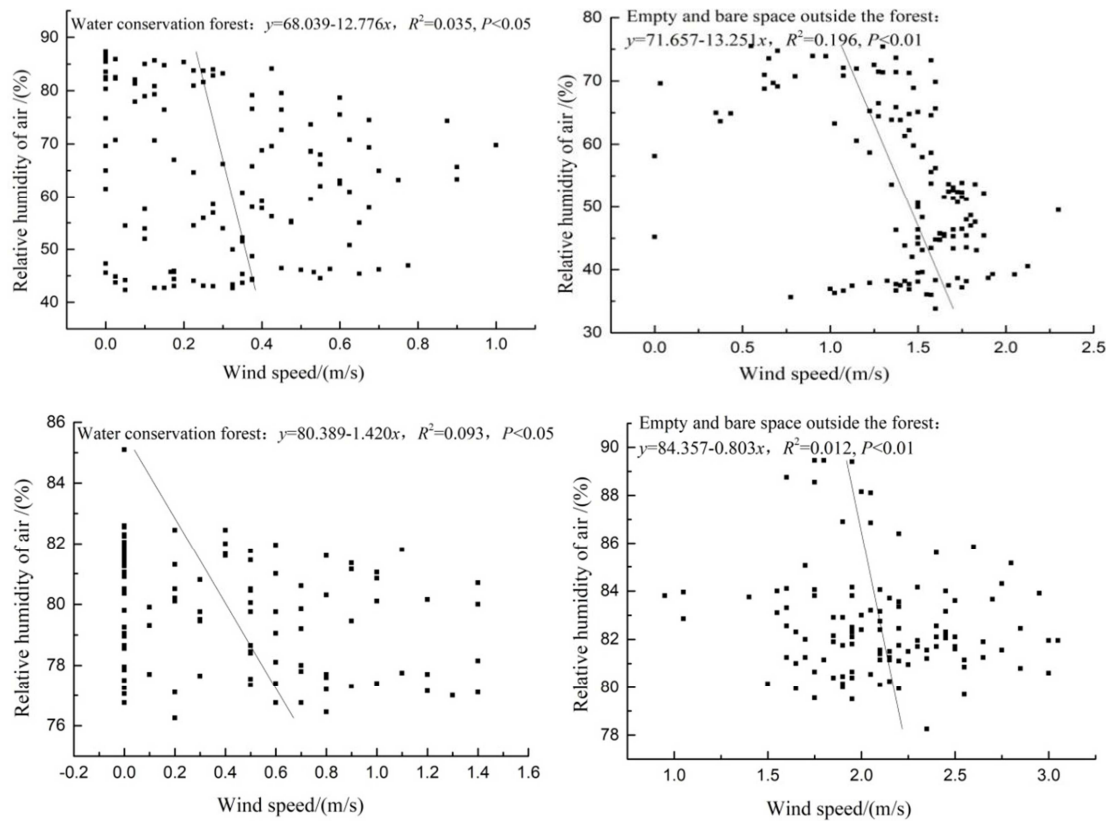 Water conservation forest: y=68.039-12.776x, R²=0.035, P<0.05
90
80
70
60
50
40
Relative humidity of air /(%)
0.0 0.2 0.4 0.6 0.8 1.0
Wind speed/(m/s)
Empty and bare space outside the forest:
y=71.657-13.251x, R²=0.196, P<0.01
80
70
60
50
40
30
Relative humidity of air /(%)
0.0 0.5 1.0 1.5 2.0 2.5
Wind speed/(m/s)
Water conservation forest: y=80.389-1.420x, R²=0.093, P<0.05
86
84
82
80
78
76
Relative humidity of air /(%)
-0.2 0.0 0.2 0.4 0.6 0.8 1.0 1.2 1.4 1.6
Wind speed/(m/s)
Empty and bare space outside the forest:
y=84.357-0.803x, R²=0.012, P<0.01
90
88
86
84
82
80
78
Relative humidity of air /(%)
1.0 1.5 2.0 2.5 3.0
Wind speed/(m/s)